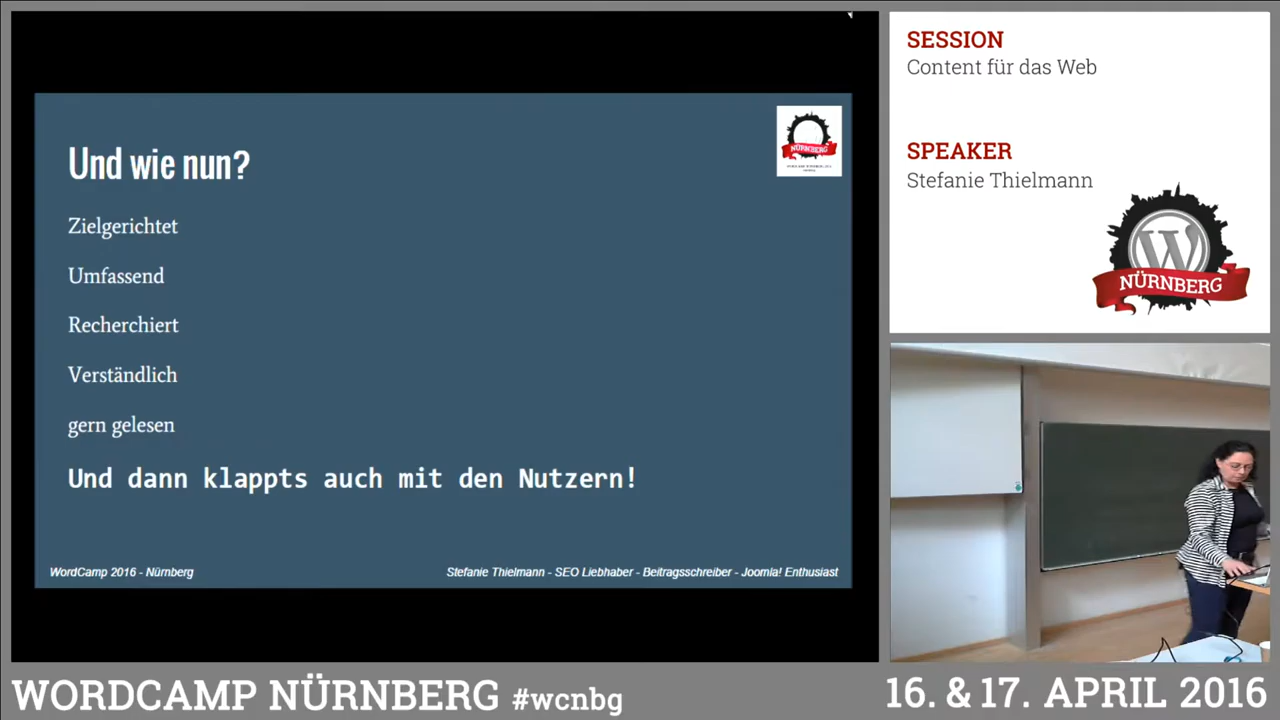 Und wie nun?
NÜRNBERG
Zielgerichtet
Umfassend
Recherchiert
Verständlich
gern gelesen
Und dann klappts auch mit den Nutzern!
WordCamp 2016 - Nürnberg
Stefanie Thielmann - SEO Liebhaber - Beitragsschreiber - Joomla! Enthusiast
SESSION
Content für das Web
SPEAKER
Stefanie Thielmann
W
NÜRNBERG
WORDCAMP NÜRNBERG #wcnbg
16. & 17. APRIL 2016